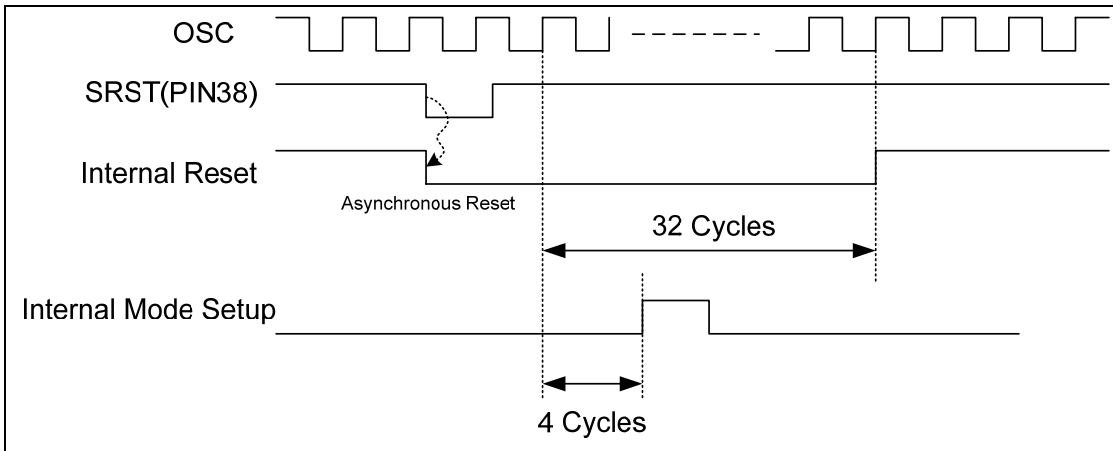 OSC
SRST(PIN38)
Internal Reset
Asynchronous Reset
32 Cycles
Internal Mode Setup
4 Cycles